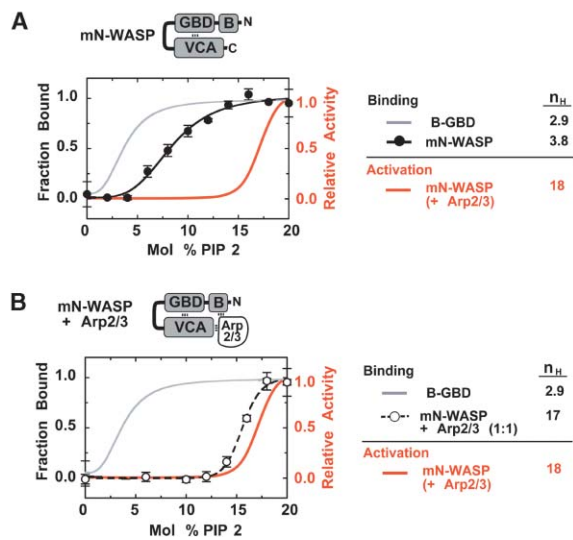 A
mN-WASP
GBD B N
VCA C
Fraction Bound
1.0
0.5
0.0
0 5 10 15 20
Mol % PIP 2
1.0
0.5
0.0
Relative Activity
Binding nH
B-GBD 2.9
mN-WASP 3.8
Activation
mN-WASP 18
(+ Arp2/3)
B
mN-WASP
+ Arp2/3
GBD B N
VCA Arp
2/3
Fraction Bound
1.0
0.5
0.0
0 5 10 15 20
Mol % PIP 2
1.0
0.5
0.0
Relative Activity
Binding nH
B-GBD 2.9
mN-WASP 17
+ Arp2/3 (1:1)
Activation
mN-WASP 18
(+ Arp2/3)